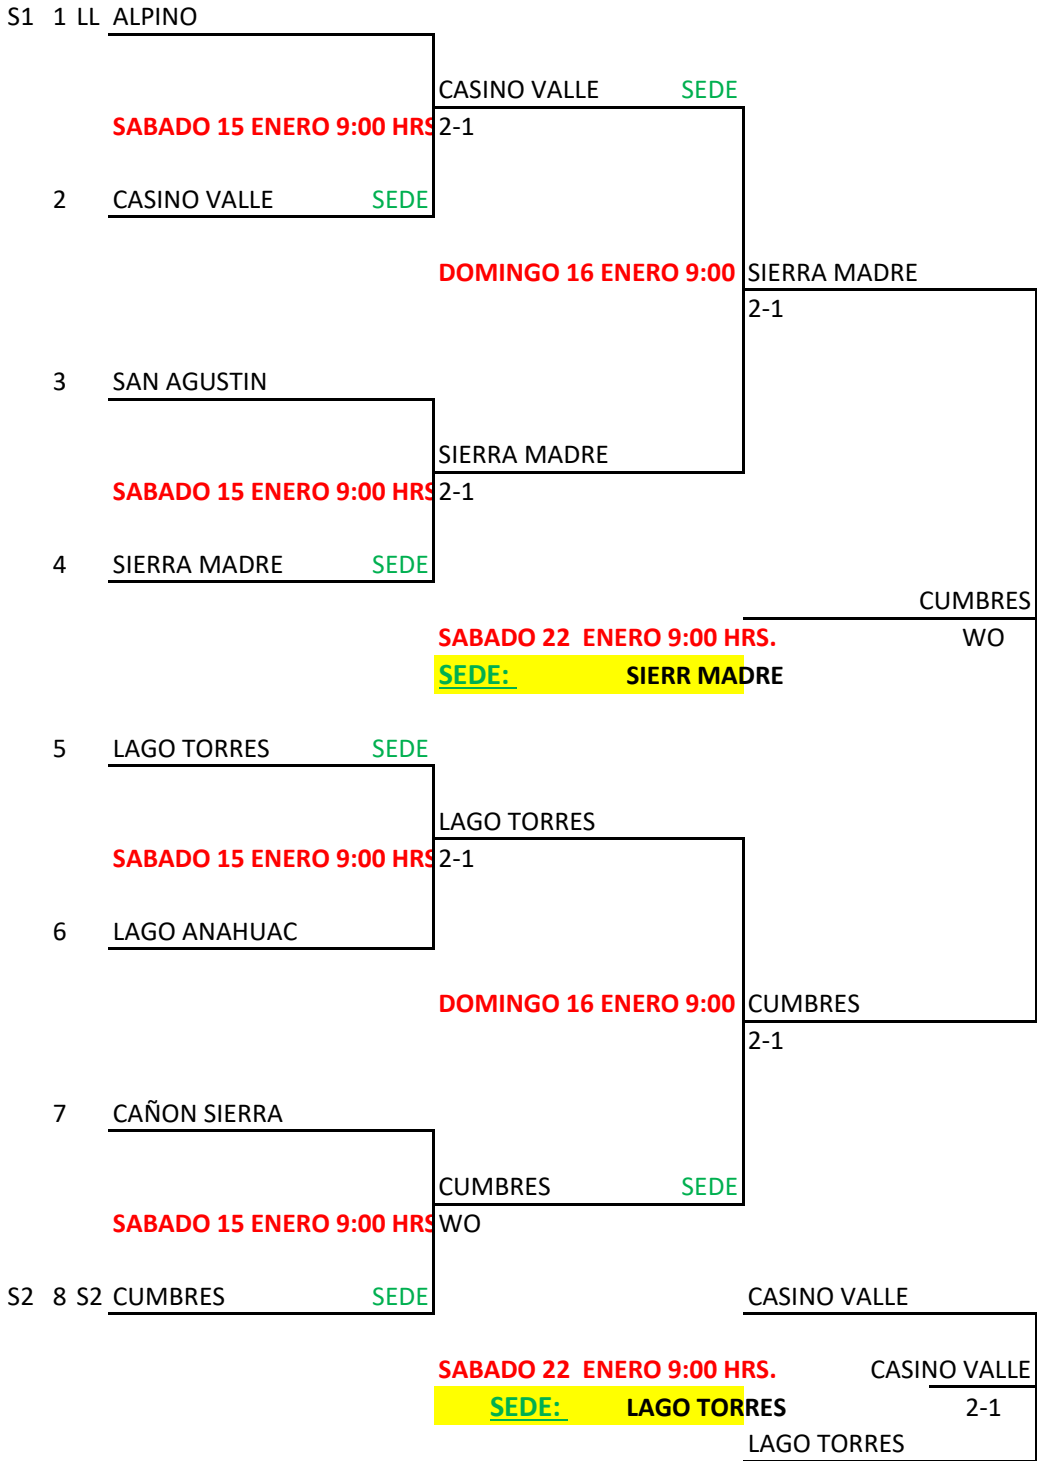 S1 1 LL ALPINO
CASINO VALLE SEDE
SABADO 15 ENERO 9:00 HRS 2-1
2 CASINO VALLE SEDE
DOMINGO 16 ENERO 9:00 SIERRA MADRE
2-1
3 SAN AGUSTIN
SIERRA MADRE
SABADO 15 ENERO 9:00 HRS 2-1
4 SIERRA MADRE SEDE
CUMBRES
SABADO 22 ENERO 9:00 HRS. WO
SEDE: SIERR MADRE
5 LAGO TORRES SEDE
LAGO TORRES
SABADO 15 ENERO 9:00 HRS 2-1
6 LAGO ANAHUAC
DOMINGO 16 ENERO 9:00 CUMBRES
2-1
7 CAÑON SIERRA
CUMBRES SEDE
SABADO 15 ENERO 9:00 HRS WO
S2 8 S2 CUMBRES SEDE CASINO VALLE
SABADO 22 ENERO 9:00 HRS. CASINO VALLE
SEDE: LAGO TORRES 2-1
LAGO TORRES